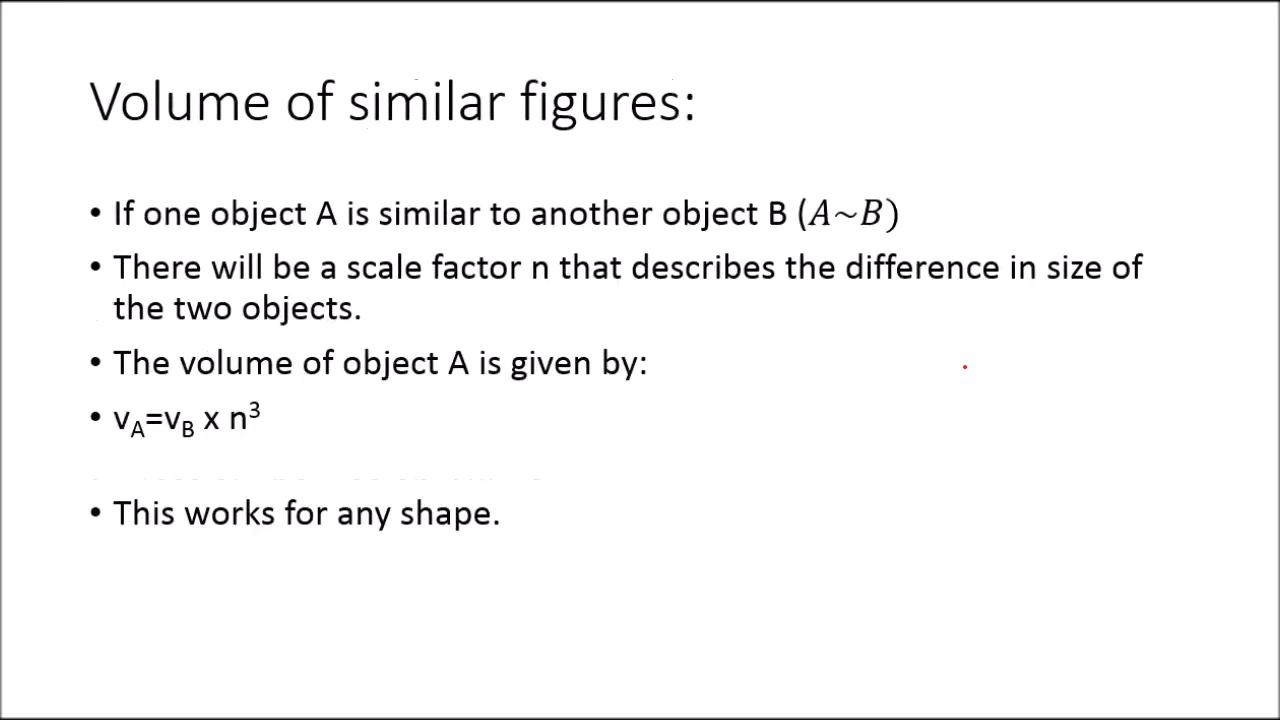 Volume of similar figures:
• If one object A is similar to another object B (𝐴~𝐵)
• There will be a scale factor n that describes the difference in size of
the two objects.
• The volume of object A is given by:
• v_A=v_B x n³
• This works for any shape.